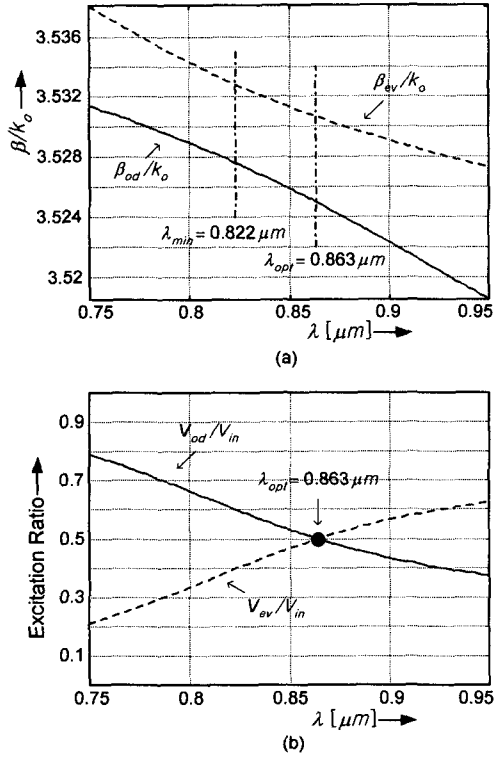 3.536
3.532
3.528
3.524
3.52
β/kₒ
β_ev/kₒ
β_od/kₒ
λ_min = 0.822 μm
λ_opt = 0.863 μm
0.75 0.8 0.85 0.9 0.95
λ [μm]
(a)
0.9
0.7
0.5
0.3
0.1
Excitation Ratio
V_od/V_in
λ_opt = 0.863 μm
V_ev/V_in
0.75 0.8 0.85 0.9 0.95
λ [μm]
(b)